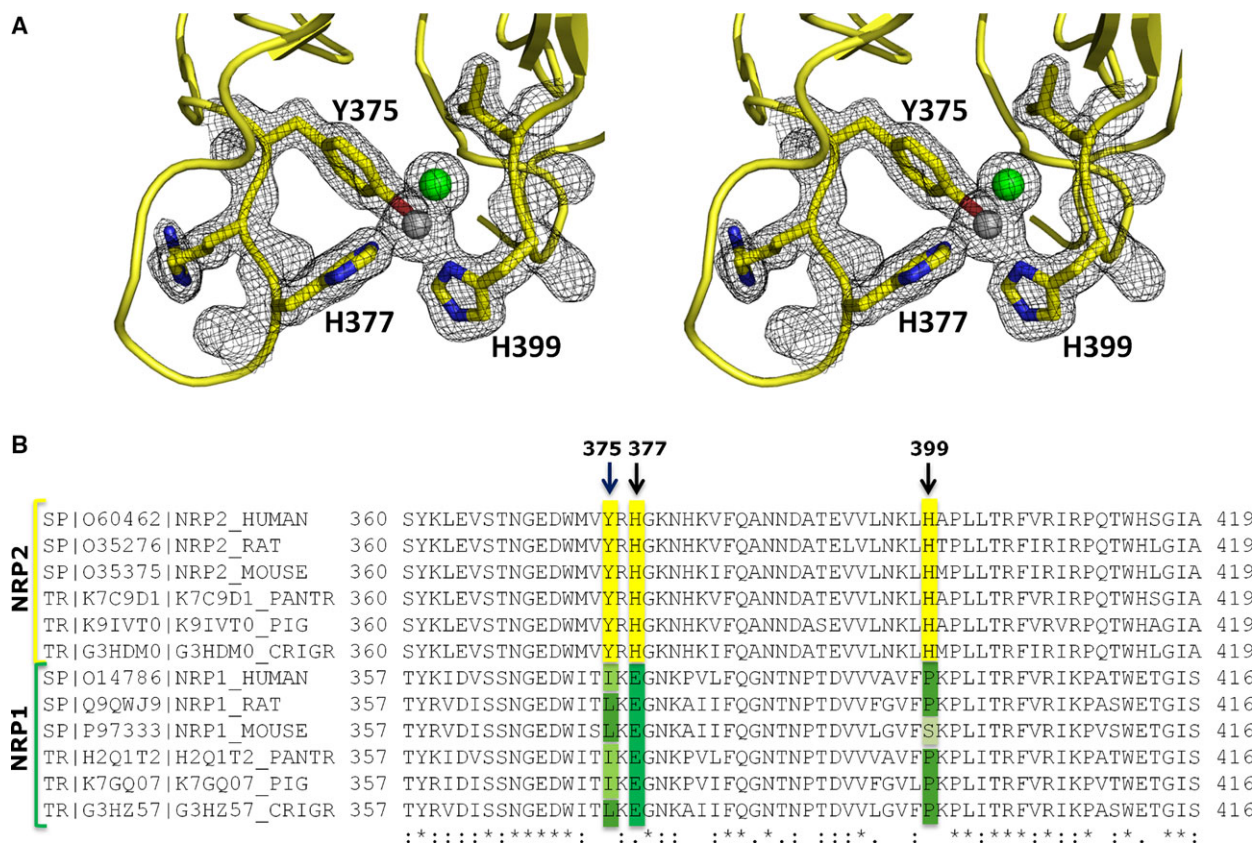 A
Y375
H377
H399
Y375
H377
H399
B
375 377 399
NRP2
SP|O60462|NRP2_HUMAN 360 SYKLEVSTNGEDWMVYRHGKNHKVFQANNDATEVVLNKLHAPLLTRFVRIRPQTWHSGIA 419
SP|O35276|NRP2_RAT 360 SYKLEVSTNGEDWMVYRHGKNHKVFQANNDATELVLNKLHTPLLTRFIRIRPQTWHLGIA 419
SP|O35375|NRP2_MOUSE 360 SYKLEVSTNGEDWMVYRHGKNHKIFQANNDATEVVLNKLHMPLLTRFIRIRPQTWHLGIA 419
TR|K7C9D1|K7C9D1_PANTR 360 SYKLEVSTNGEDWMVYRHGKNHKVFQANNDATEVVLNKLHAPLLTRFVRIRPQTWHSGIA 419
TR|K9IVT0|K9IVT0_PIG 360 SYKLEVSTNGEDWMVYRHGKNHKVFQANNDASEVVLNKLHAPLLTRFVRVRPQTWHAGIA 419
TR|G3HDM0|G3HDM0_CRIGR 360 SYKLEVSTNGEDWMVYRHGKNHKIFQANNDATEVVLNKLHMPLLTRFIRIRPQTWHLGIA 419
NRP1
SP|O14786|NRP1_HUMAN 357 TYKIDVSSNGEDWITIKEGNKPVLFQGNTNPTDVVVAVFPKPLITRFVRIKPATWETGIS 416
SP|Q9QWJ9|NRP1_RAT 357 TYRVDISSNGEDWITLKEGNKAIIFQGNTNPTDVVFGVFPKPLITRFVRIKPASWETGIS 416
SP|P97333|NRP1_MOUSE 357 TYRVDISSNGEDWISLKEGNKAIIFQGNTNPTDVVLGVFSKPLITRFVRIKPVSWETGIS 416
TR|H2Q1T2|H2Q1T2_PANTR 357 TYKIDVSSNGEDWITIKEGNKPVLFQGNTNPTDVVVAVFPKPLITRFVRIKPATWETGIS 416
TR|K7GQ07|K7GQ07_PIG 357 TYRIDISSNGEDWITIKEGNKPVIFQGNTNPTDVVFGVFPKPLITRFVRIKPVTWETGIS 416
TR|G3HZ57|G3HZ57_CRIGR 357 TYRVDISSNGEDWITLKEGNKAIIFQGNTNPTDVVFGVFPKPLITRFVRIKPASWETGIS 416